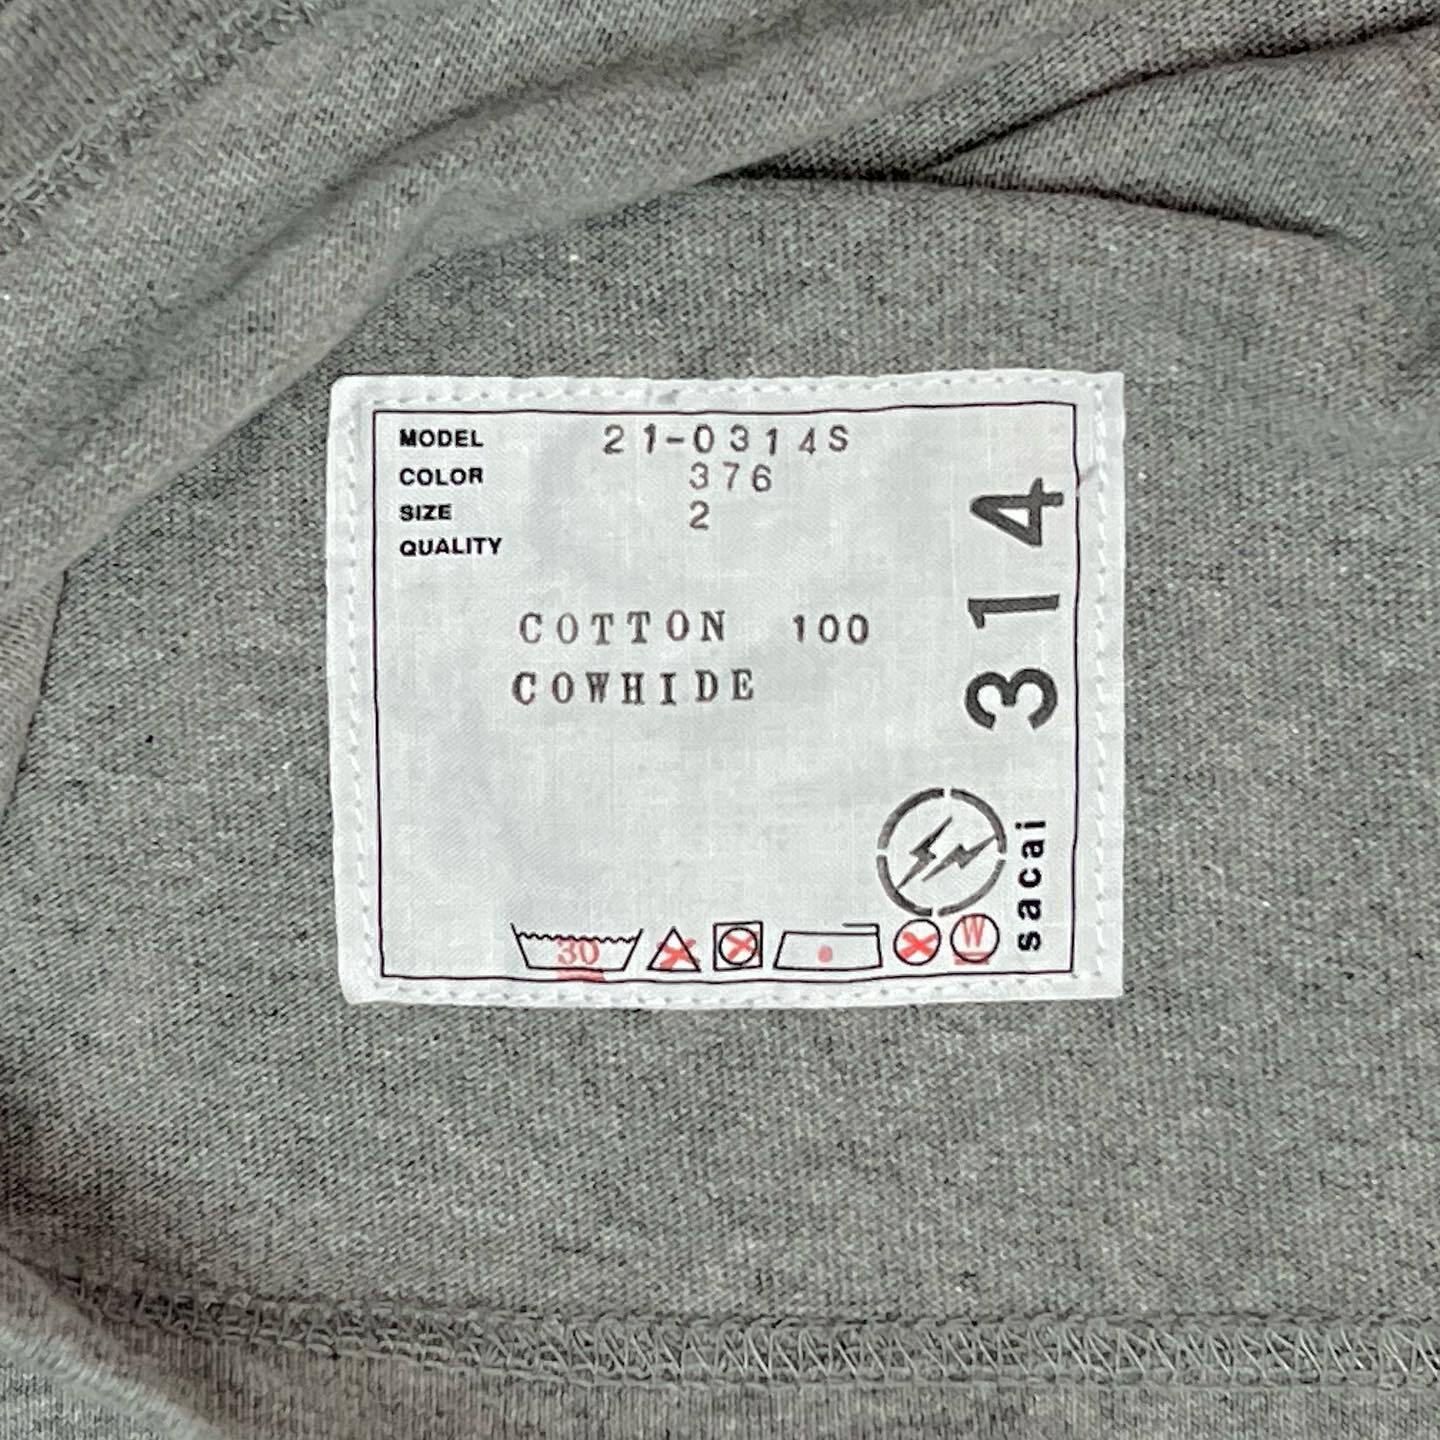 MODEL 21-0314S
COLOR 376
SIZE 2
QUALITY
COTTON 100
COWHIDE
314
sacai
30
W